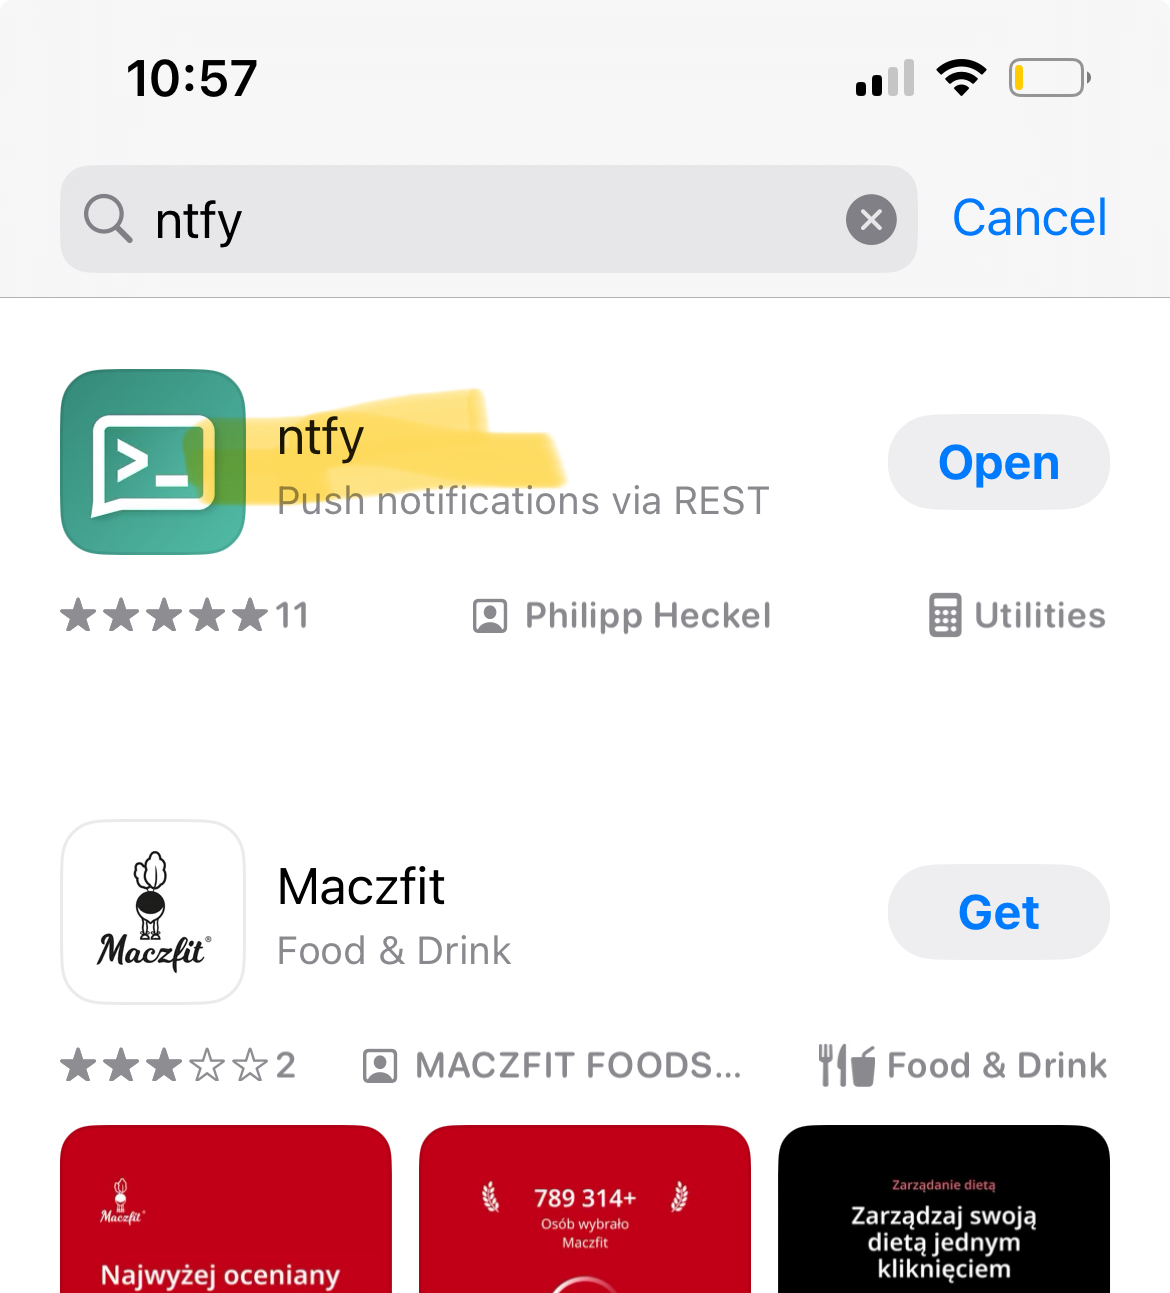 10:57
ntfy
Cancel
>_
ntfy
Push notifications via REST
Open
11
Philipp Heckel
Utilities
Maczfit®
Maczfit
Food & Drink
Get
2
MACZFIT FOODS...
Food & Drink
Maczfit®
Najwyżej oceniany
789 314+
Osób wybrało
Maczfit
Zarządanie dietą
Zarządzaj swoją
dietą jednym
kliknięciem